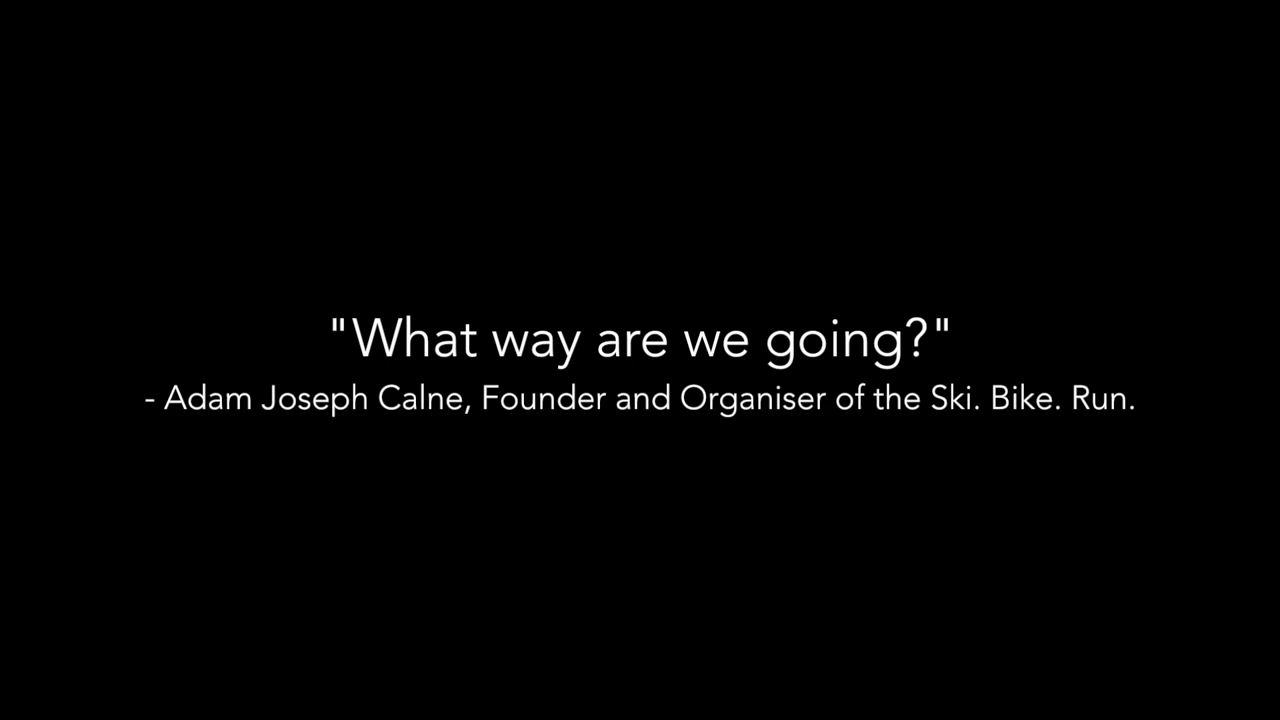 "What way are we going?"
- Adam Joseph Calne, Founder and Organiser of the Ski. Bike. Run.